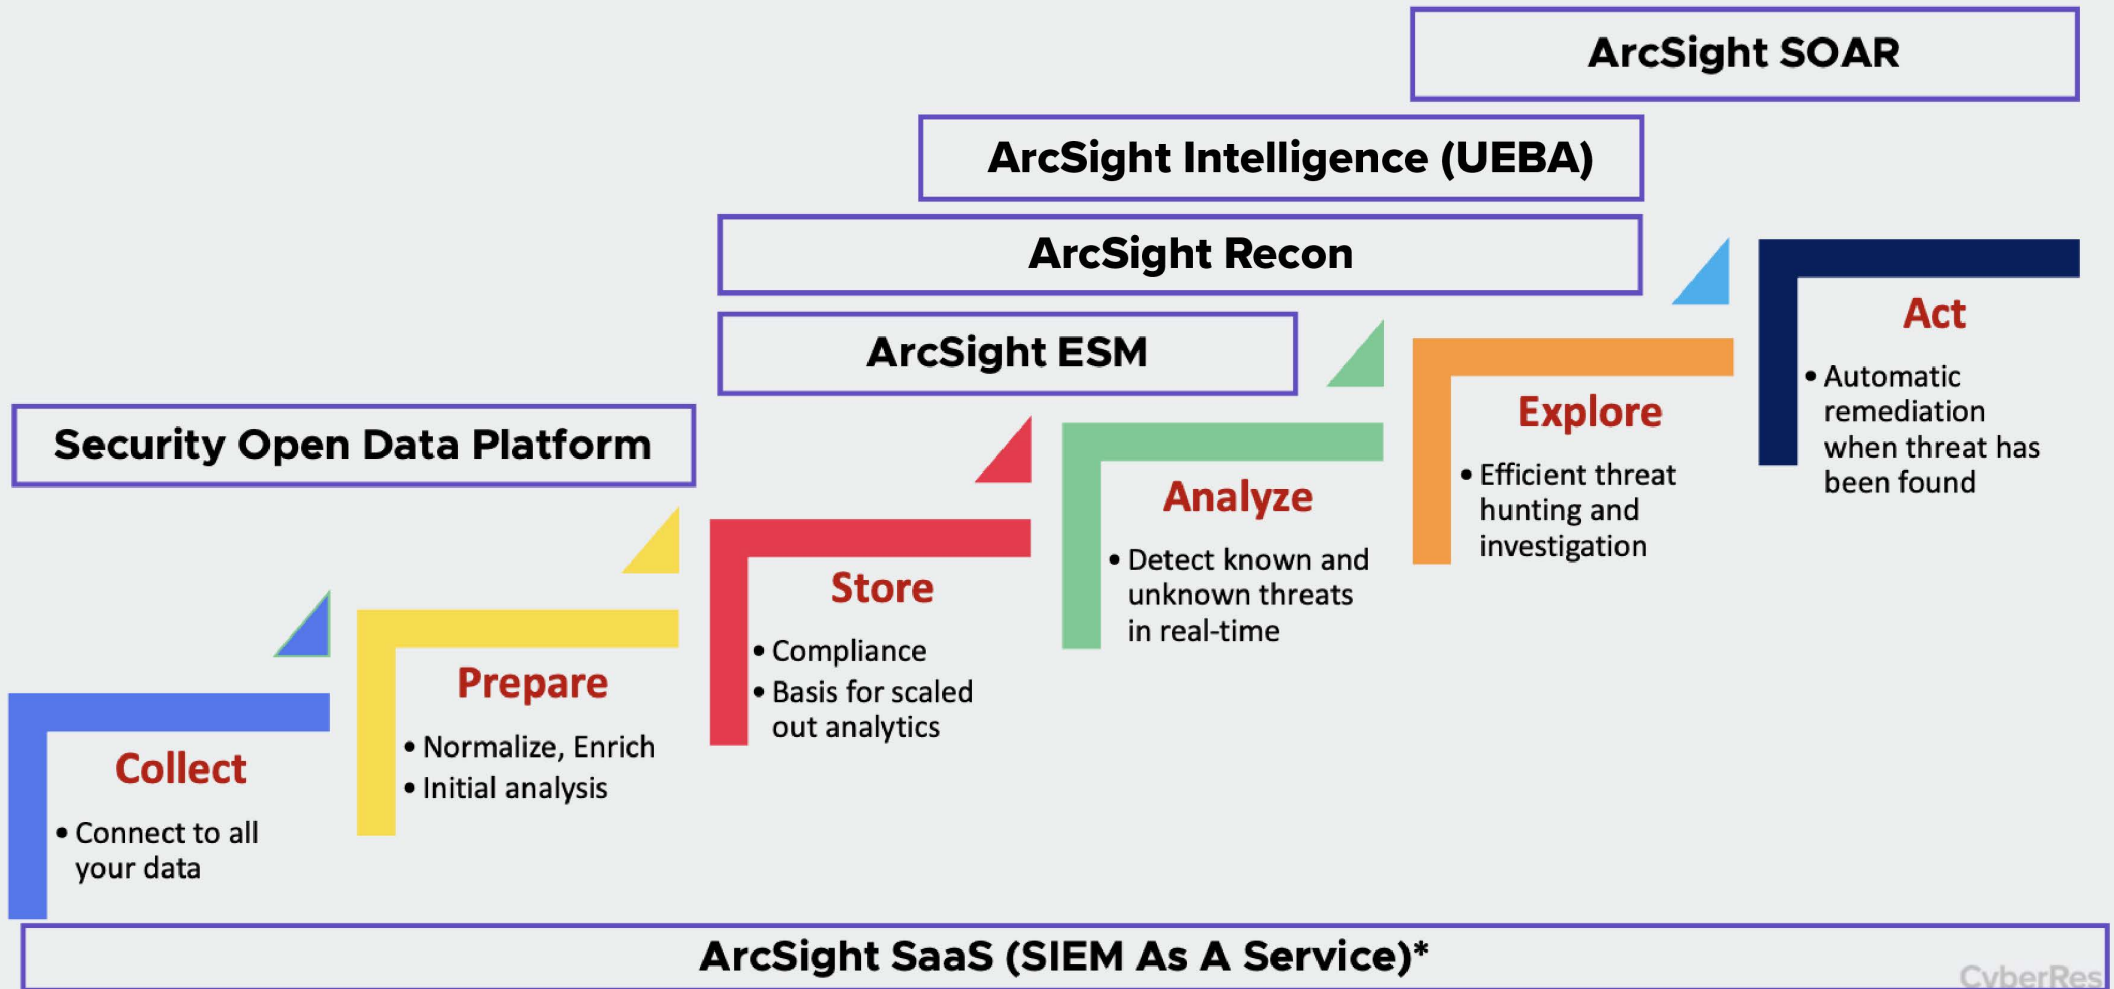 ArcSight SOAR
ArcSight Intelligence (UEBA)
ArcSight Recon
ArcSight ESM
Security Open Data Platform
Collect
• Connect to all
your data
Prepare
• Normalize, Enrich
• Initial analysis
Store
• Compliance
• Basis for scaled
out analytics
Analyze
• Detect known and
unknown threats
in real-time
Explore
• Efficient threat
hunting and
investigation
Act
• Automatic
remediation
when threat has
been found
ArcSight SaaS (SIEM As A Service)*
CyberRes